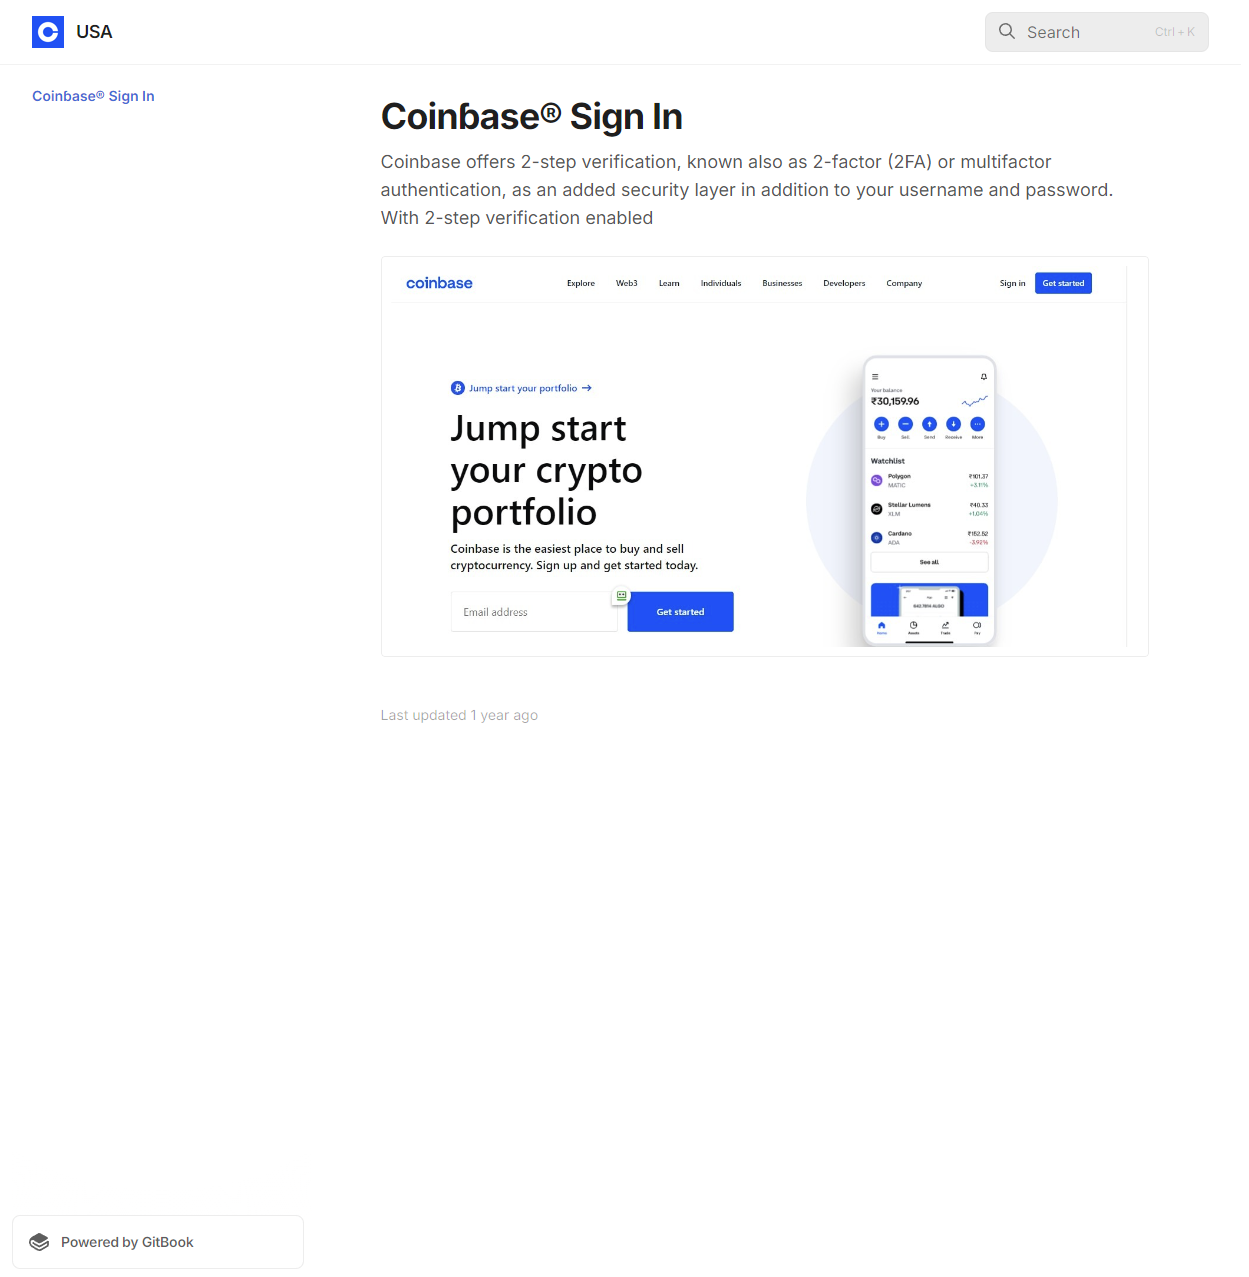 USA
Search
Ctrl + K
Coinbase® Sign In
Coinɓase® Sign In
Coinbase offers 2-step verification, known also as 2-factor (2FA) or multifactor
authentication, as an added security layer in addition to your username and password.
With 2-step verification enabled
coinbase
Explore Web3 Learn Individuals Businesses Developers Company
Sign in Get started
Jump start your portfolio →
Jump start
your crypto
portfolio
Coinbase is the easiest place to buy and sell
cryptocurrency. Sign up and get started today.
Email address
Get started
Your balance
₹30,159.96
Buy Sell Send Receive More
Watchlist
Polygon ₹101.37
MATIC +3.11%
Stellar Lumens ₹40.33
XLM +1.04%
Cardano ₹152.52
ADA -3.92%
See all
Home Assets Trade Pay
Last updated 1 year ago
Powered by GitBook